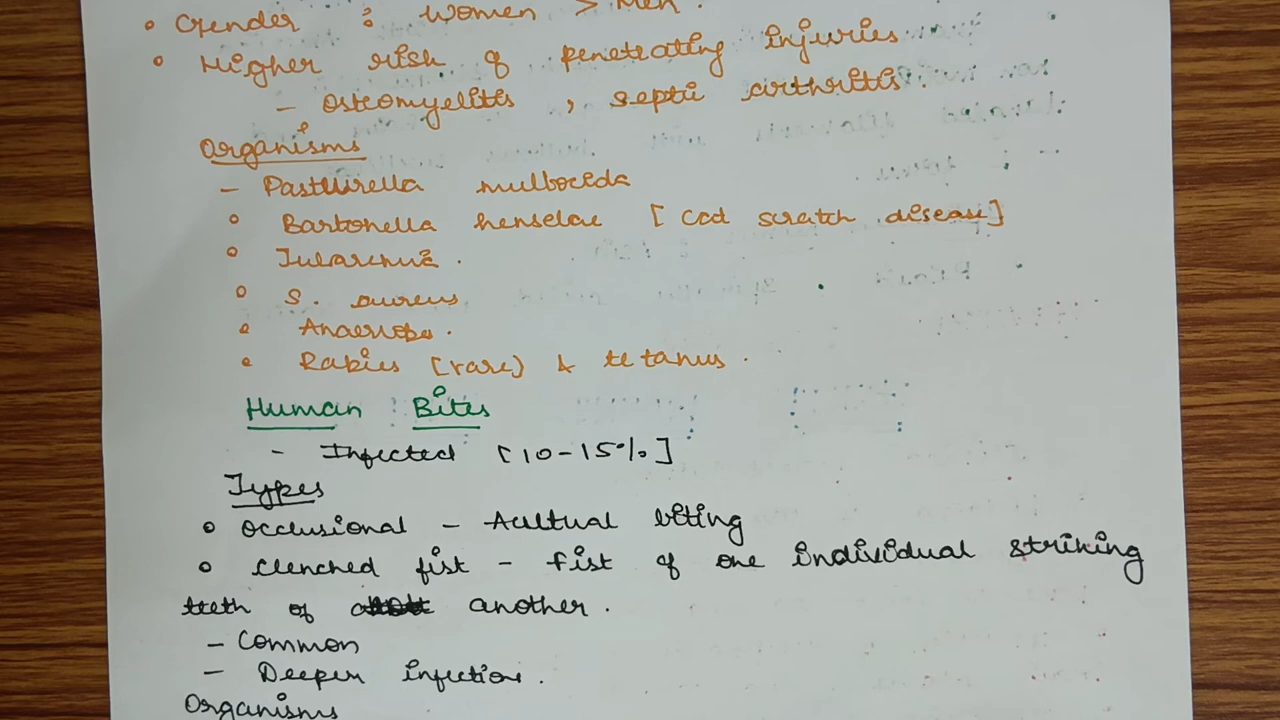 • Gender : Women > Men.
• Higher risk of penetrating injuries
- Osteomyelitis, septic arthritis.
Organisms
- Pasturella multocida
• Bartonella henselae [Cat scratch disease]
• Tularemia.
• S. aureus
• Anaerobes.
• Rabies [rare) & tetanus.
Human Bites
- Infected [10-15%]
Types
• Occlusional - Acutual biting
• Clenched fist - Fist of one individual striking
teeth of another.
- Common
- Deeper infection.
Organisms